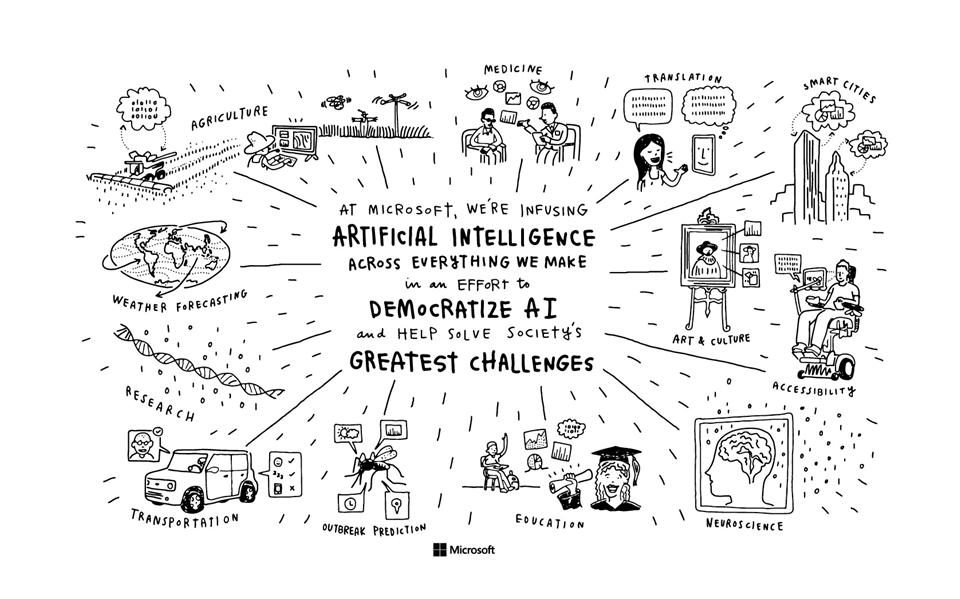 MEDICINE
TRANSLATION
SMART CITIES
AGRICULTURE
AT MICROSOFT, WE'RE INFUSING
ARTIFICIAL INTELLIGENCE
ACROSS EVERYTHING WE MAKE
in an EFFORT to
DEMOCRATIZE AI
and HELP SOLVE SOCIETY'S
GREATEST CHALLENGES
WEATHER FORECASTING
ART & CULTURE
ACCESSIBILITY
RESEARCH
TRANSPORTATION
OUTBREAK PREDICTION
EDUCATION
NEUROSCIENCE
Microsoft